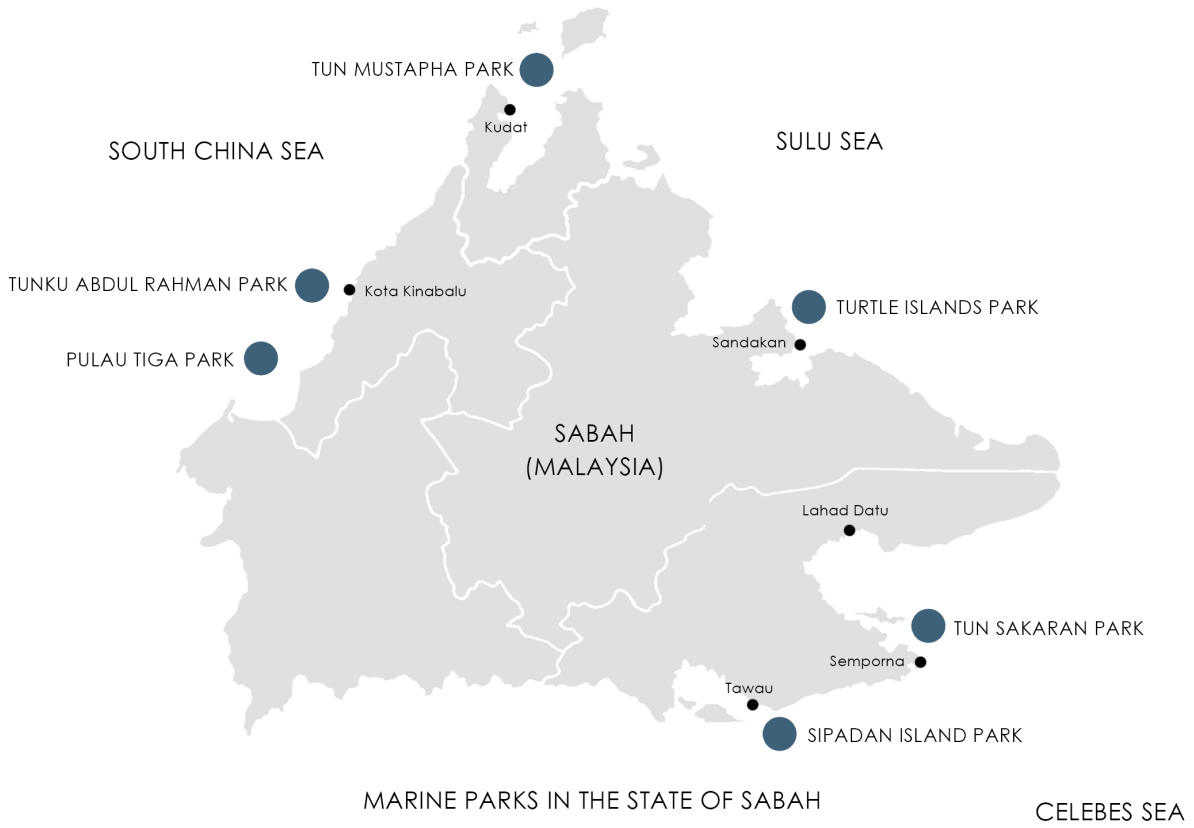 TUN MUSTAPHA PARK
Kudat
SOUTH CHINA SEA
SULU SEA
TUNKU ABDUL RAHMAN PARK
Kota Kinabalu
TURTLE ISLANDS PARK
Sandakan
PULAU TIGA PARK
SABAH
(MALAYSIA)
Lahad Datu
TUN SAKARAN PARK
Semporna
Tawau
SIPADAN ISLAND PARK
MARINE PARKS IN THE STATE OF SABAH
CELEBES SEA